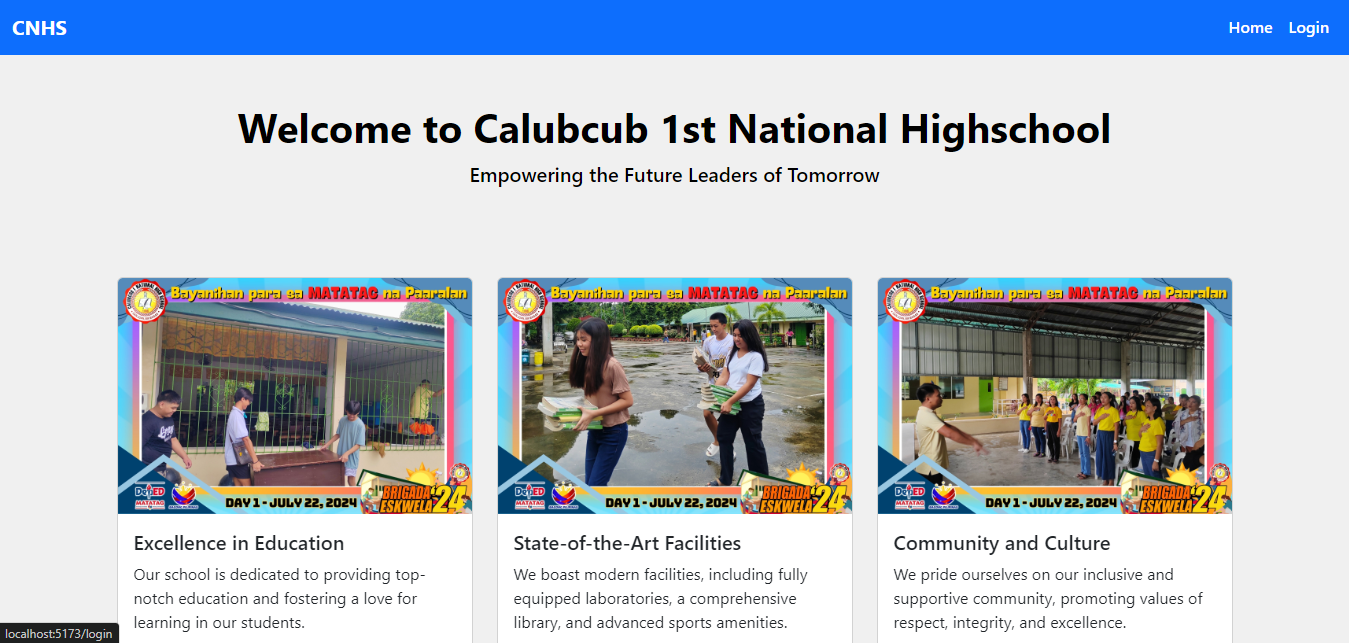 CNHS
Home Login
Welcome to Calubcub 1st National Highschool
Empowering the Future Leaders of Tomorrow
Bayanihan para sa MATATAG na Paaralan
DepED
MATATAG
DAY 1 - JULY 22, 2024
BRIGADA '24
ESKWELA
Bayanihan para sa MATATAG na Paaralan
DepED
MATATAG
DAY 1 - JULY 22, 2024
BRIGADA '24
ESKWELA
Bayanihan para sa MATATAG na Paaralan
DepED
MATATAG
DAY 1 - JULY 22, 2024
BRIGADA '24
ESKWELA
Excellence in Education
Our school is dedicated to providing top-
notch education and fostering a love for
learning in our students.
State-of-the-Art Facilities
We boast modern facilities, including fully
equipped laboratories, a comprehensive
library, and advanced sports amenities.
Community and Culture
We pride ourselves on our inclusive and
supportive community, promoting values of
respect, integrity, and excellence.
localhost:5173/login